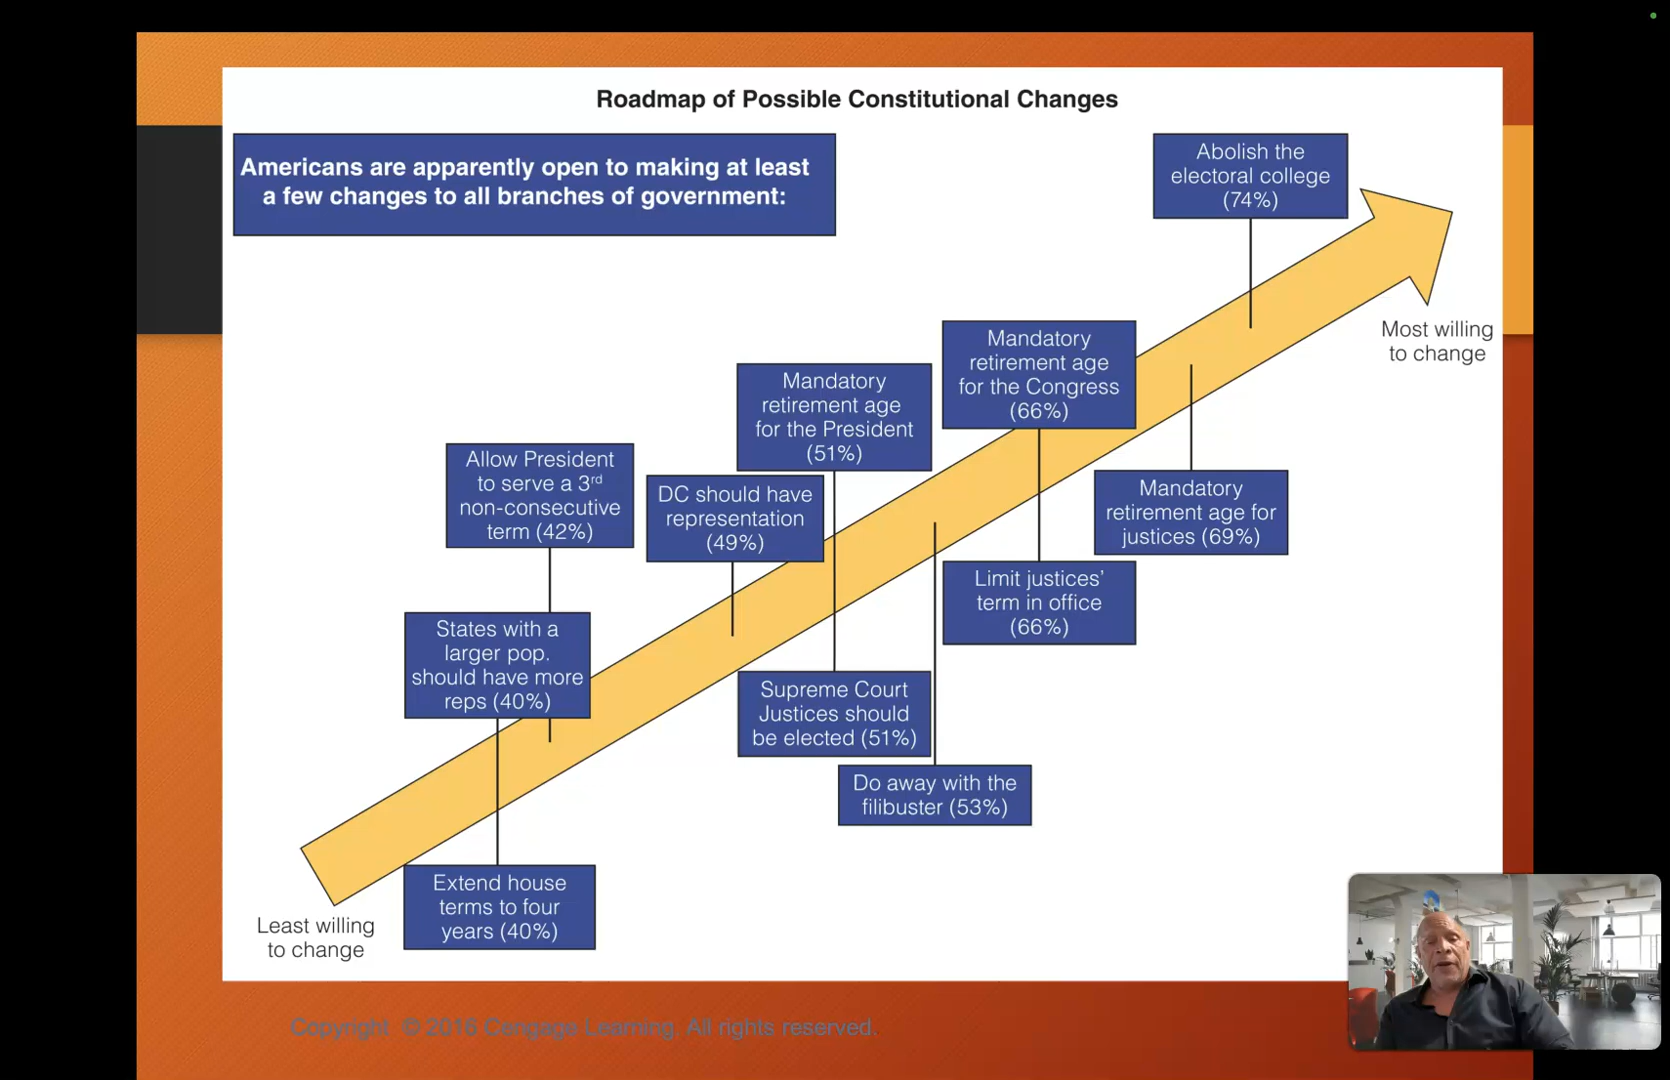 Roadmap of Possible Constitutional Changes
Americans are apparently open to making at least
a few changes to all branches of government:
Abolish the
electoral college
(74%)
Most willing
to change
Mandatory
retirement age
for the Congress
(66%)
Mandatory
retirement age
for the President
(51%)
Allow President
to serve a 3rd
non-consecutive
term (42%)
DC should have
representation
(49%)
Mandatory
retirement age for
justices (69%)
Limit justices’
term in office
(66%)
States with a
larger pop.
should have more
reps (40%)
Supreme Court
Justices should
be elected (51%)
Do away with the
filibuster (53%)
Extend house
terms to four
years (40%)
Least willing
to change
Copyright © 2016 Cengage Learning. All rights reserved.